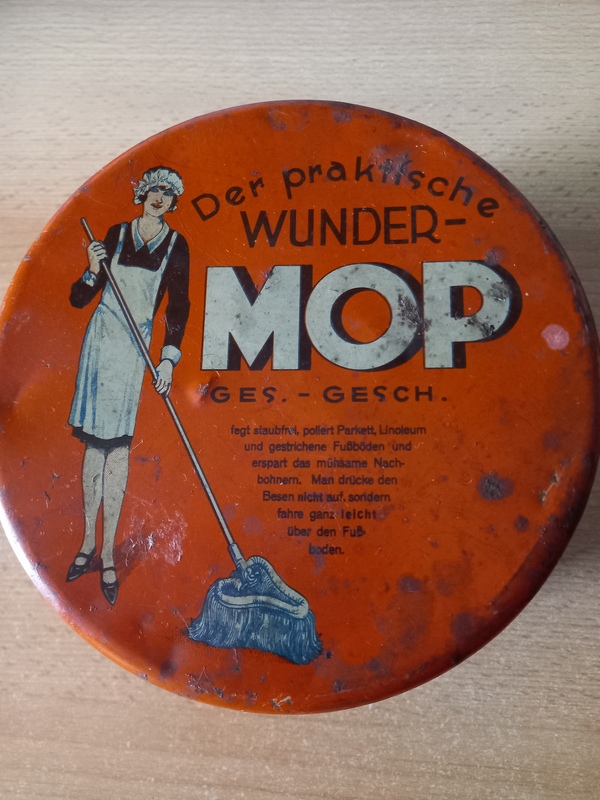 Der praktische
WUNDER-
MOP
GES. - GESCH.
fegt staubfrei, poliert Parkett, Linoleum
und gestrichene Fußböden und
erspart das mühsame Nach-
bohnern. Man drücke den
Besen nicht auf, sondern
fahre ganz leicht
über den Fuß-
boden.